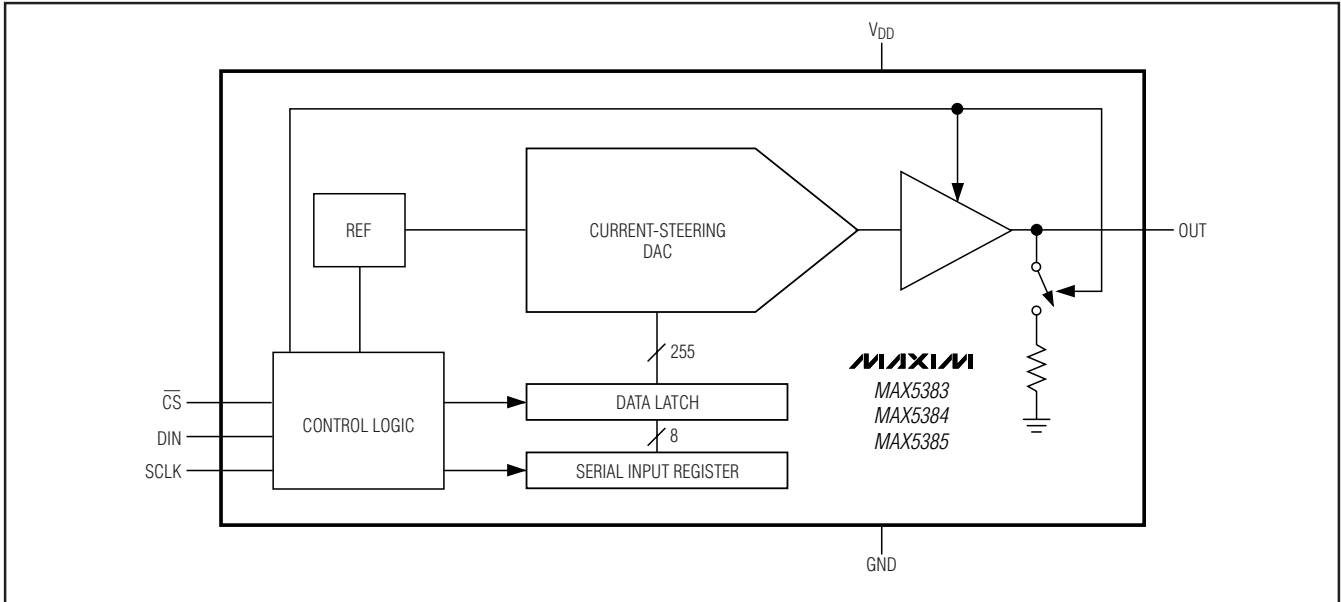 VDD
REF
CURRENT-STEERING
DAC
OUT
255
MAXIM
MAX5383
MAX5384
MAX5385
CS
DIN
SCLK
CONTROL LOGIC
DATA LATCH
8
SERIAL INPUT REGISTER
GND